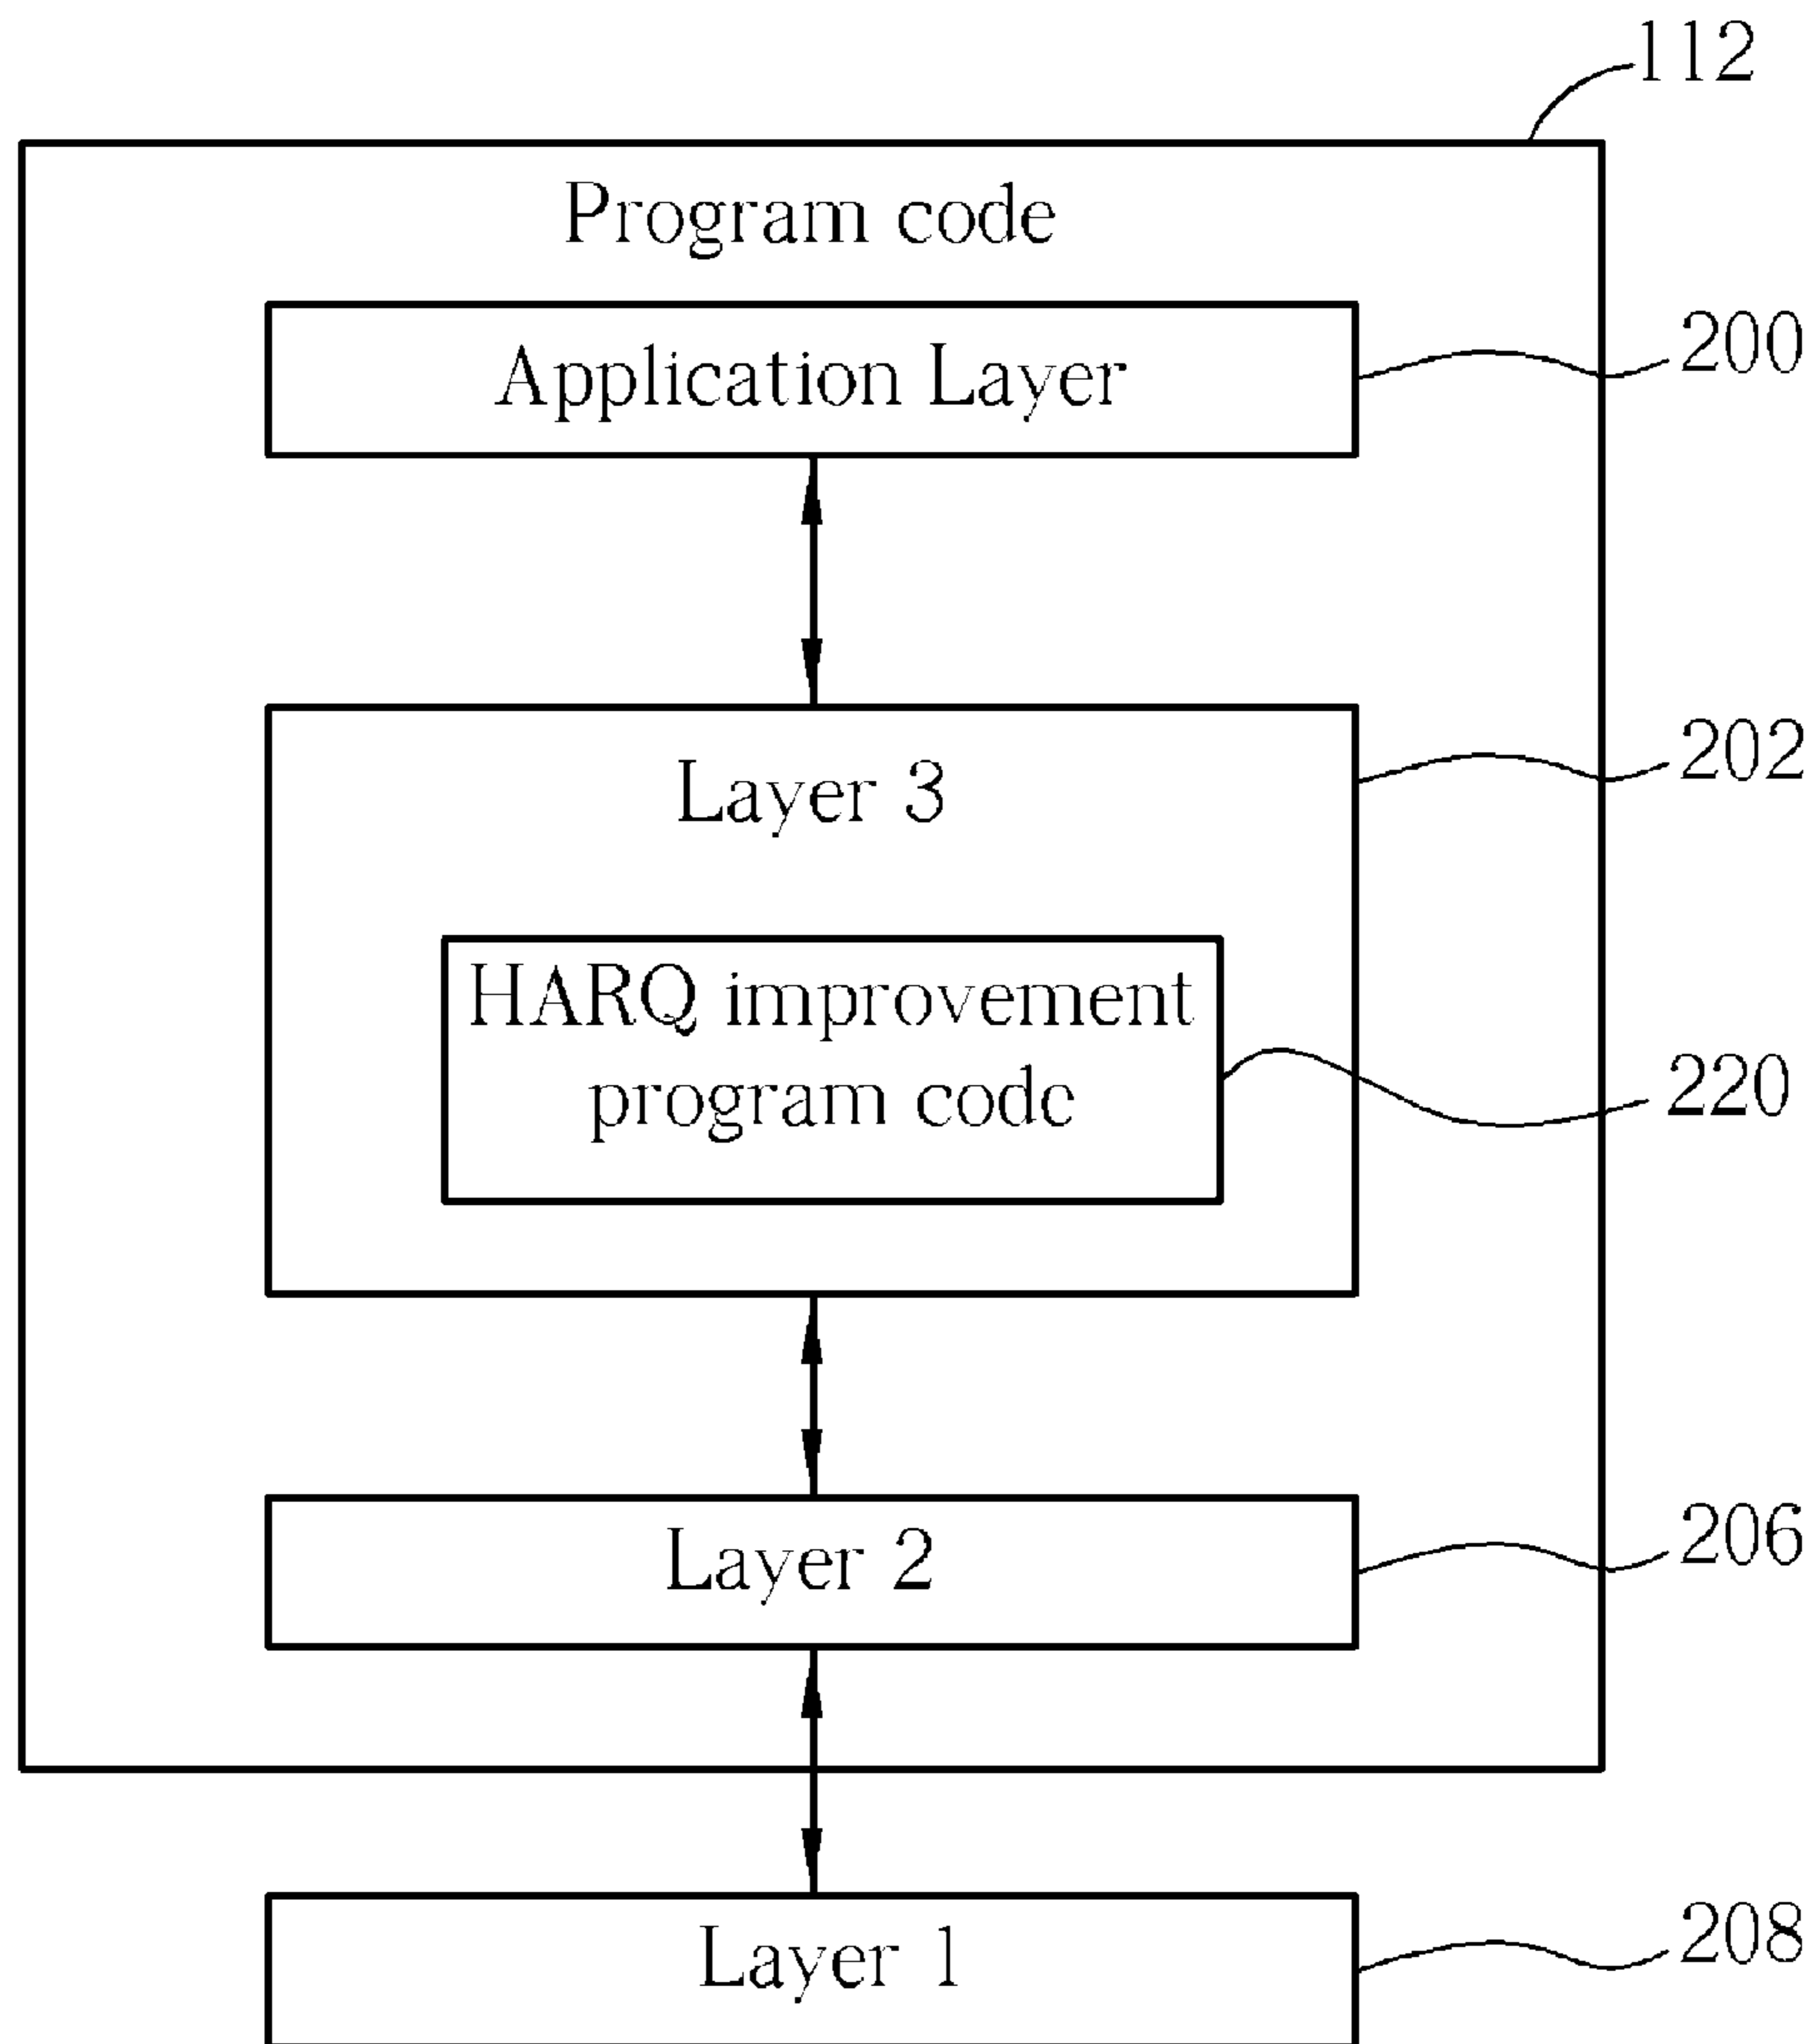 112
Program code
Application Layer
200
Layer 3
202
HARQ improvement
program code
220
Layer 2
206
Layer 1
208